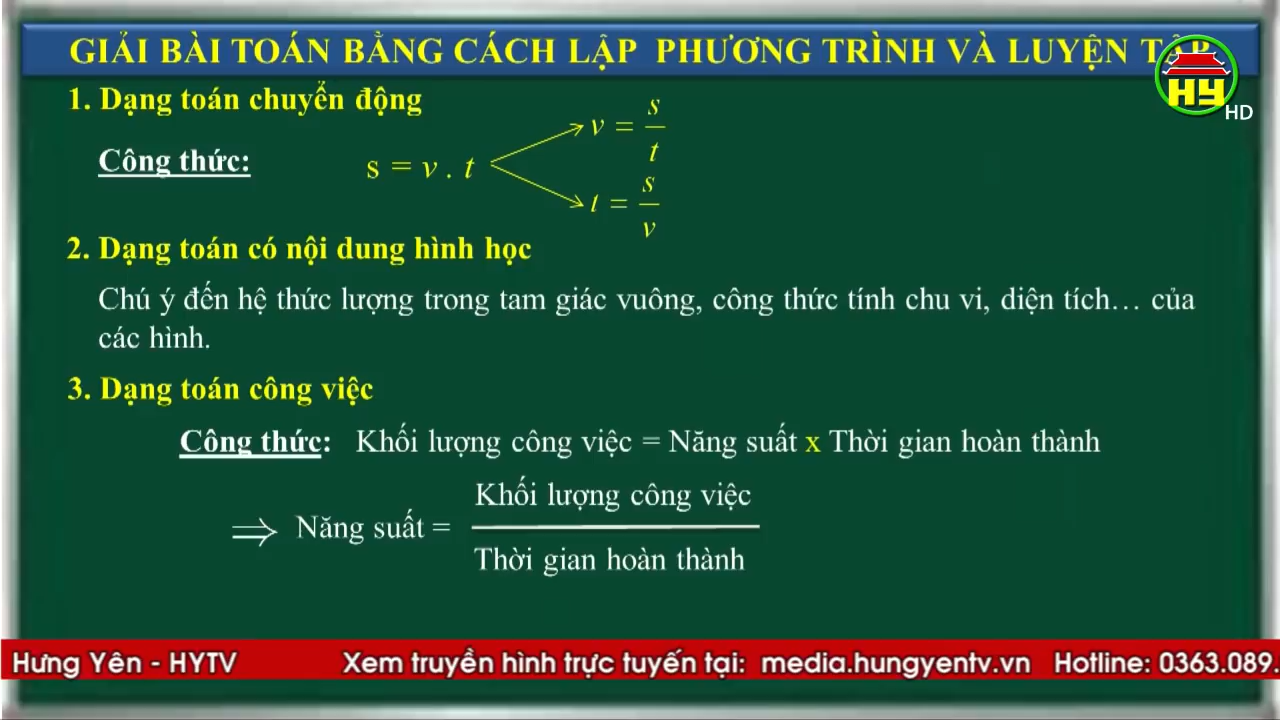 GIẢI BÀI TOÁN BẰNG CÁCH LẬP PHƯƠNG TRÌNH VÀ LUYỆN TẬP
HY
HD
1. Dạng toán chuyển động
Công thức:
s = v . t
v = s/t
t = s/v
2. Dạng toán có nội dung hình học
Chú ý đến hệ thức lượng trong tam giác vuông, công thức tính chu vi, diện tích… của
các hình.
3. Dạng toán công việc
Công thức: Khối lượng công việc = Năng suất x Thời gian hoàn thành
Khối lượng công việc
⇒ Năng suất =
Thời gian hoàn thành
Hưng Yên - HYTV Xem truyền hình trực tuyến tại: media.hungyentv.vn Hotline: 0363.089.